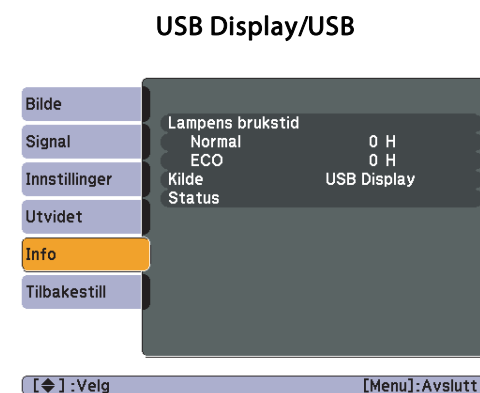 USB Display/USB
Bilde
Signal
Innstillinger
Utvidet
Info
Tilbakestill
Lampens brukstid
Normal 0 H
ECO 0 H
Kilde USB Display
Status
[◆] :Velg [Menu]:Avslutt